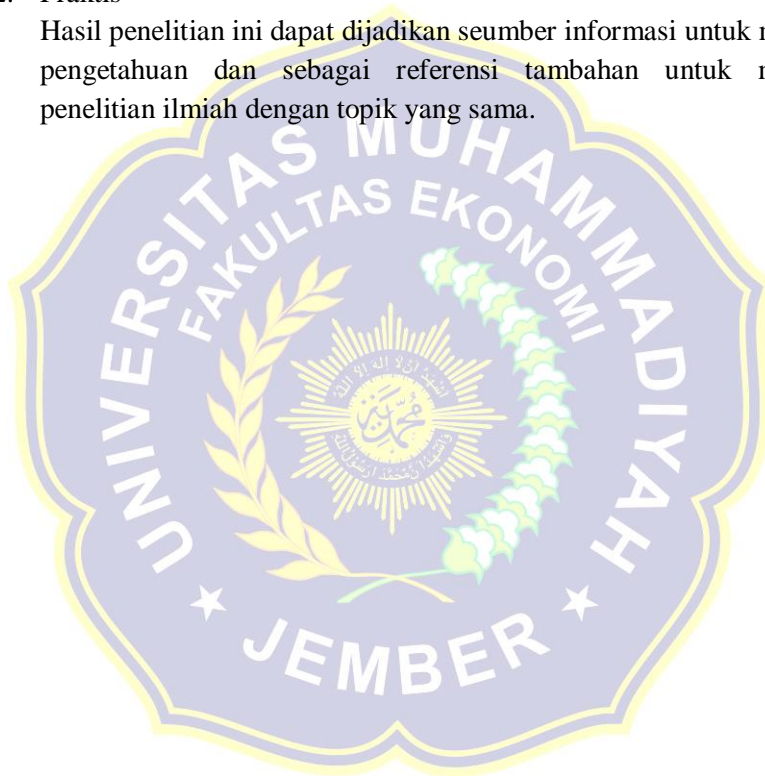 Praktis
Hasil penelitian ini dapat dijadikan seumber informasi untuk
pengetahuan dan sebagai referensi tambahan untuk
penelitian ilmiah dengan topik yang sama.
UNIVERSITAS MUHAMMADIYAH
FAKULTAS EKONOMI
JEMBER